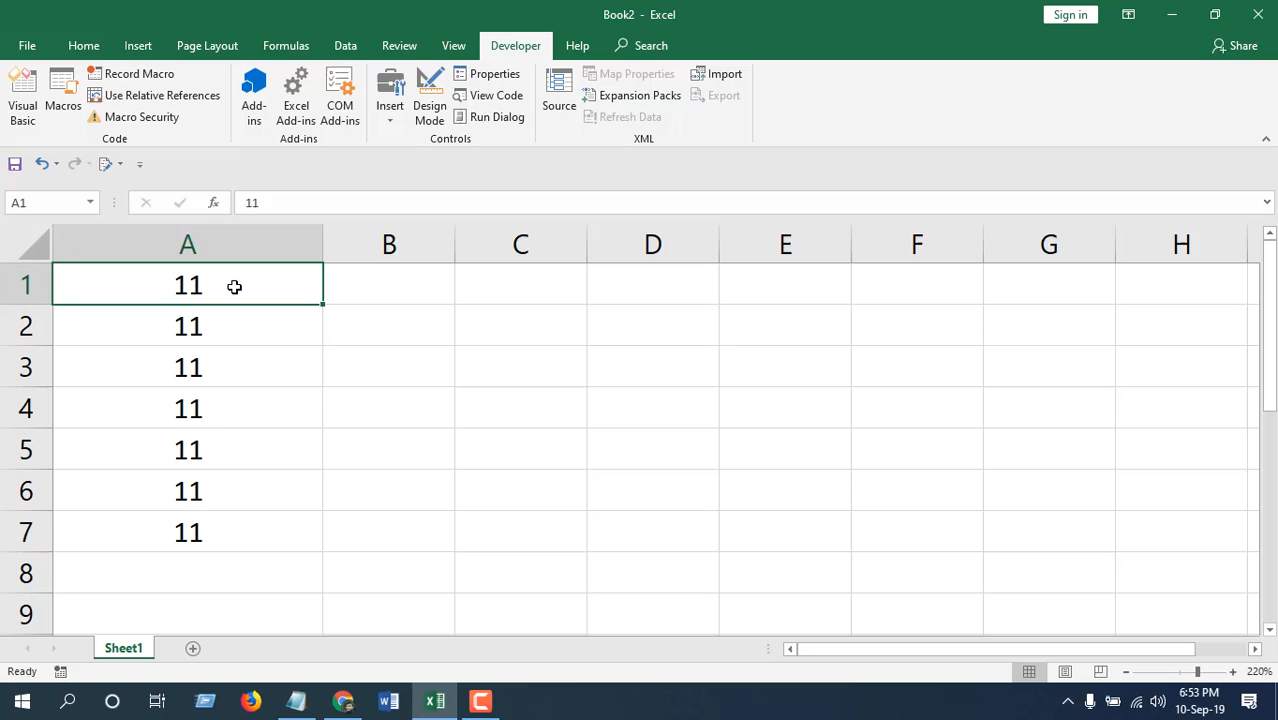 Book2 - Excel
Sign in
File Home Insert Page Layout Formulas Data Review View Developer Help Search Share
Visual Basic
Macros
Record Macro
Use Relative References
Macro Security
Code
Add-ins
Excel Add-ins
COM Add-ins
Add-ins
Insert
Design Mode
Properties
View Code
Run Dialog
Controls
Source
Map Properties
Expansion Packs
Refresh Data
Import
Export
XML
A1 fx 11
A B C D E F G H
1 11
2 11
3 11
4 11
5 11
6 11
7 11
8
9
Sheet1
Ready 220%
6:53 PM
10-Sep-19